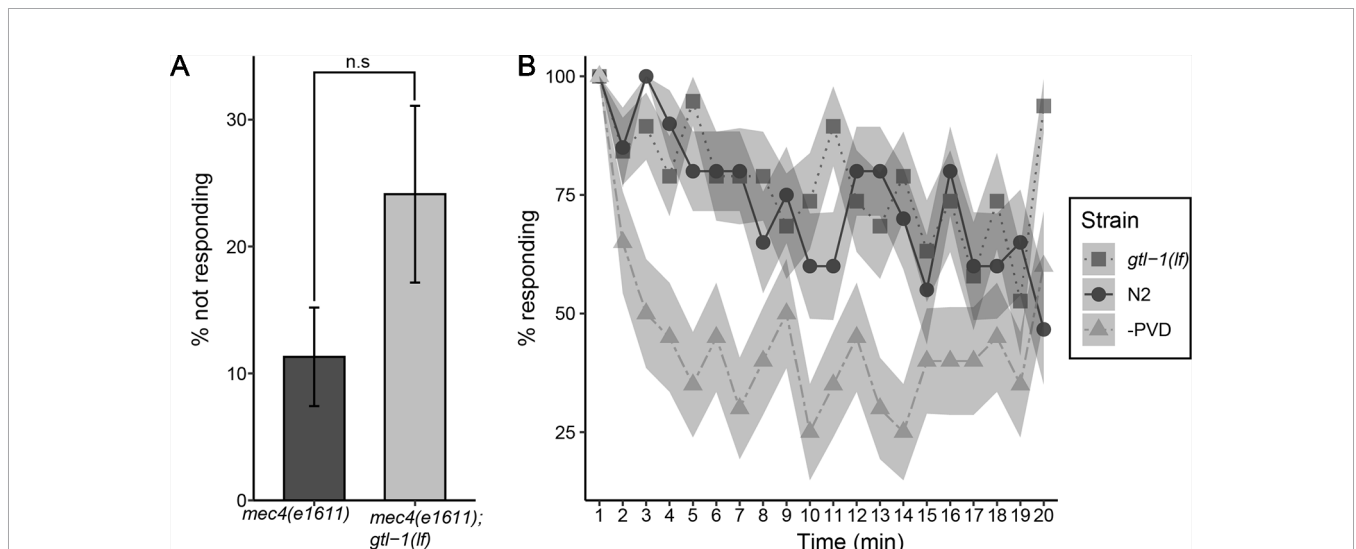 A
n.s
30
20
10
0
% not responding
mec4(e1611)
mec4(e1611);
gtl−1(lf)
B
100
75
50
25
% responding
1 2 3 4 5 6 7 8 9 10 11 12 13 14 15 16 17 18 19 20
Time (min)
Strain
gtl−1(lf)
N2
-PVD